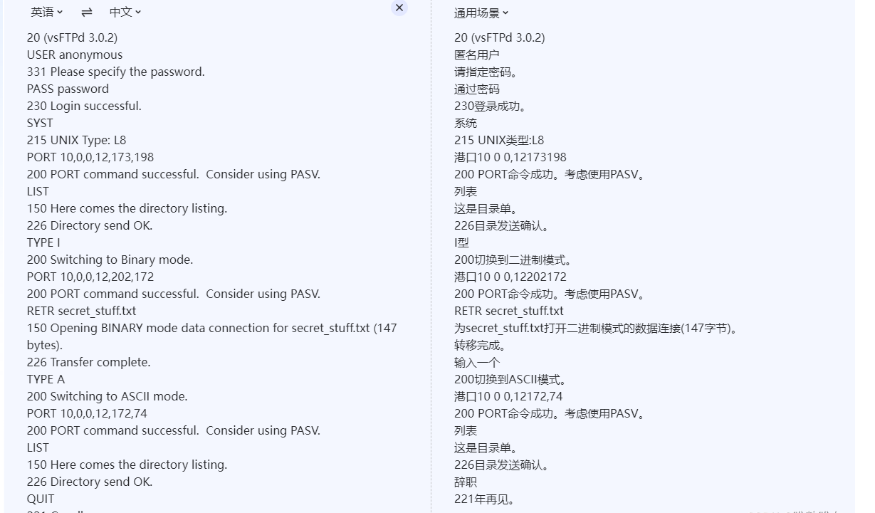 英语 中文
20 (vsFTPd 3.0.2)
USER anonymous
331 Please specify the password.
PASS password
230 Login successful.
SYST
215 UNIX Type: L8
PORT 10,0,0,12,173,198
200 PORT command successful.  Consider using PASV.
LIST
150 Here comes the directory listing.
226 Directory send OK.
TYPE I
200 Switching to Binary mode.
PORT 10,0,0,12,202,172
200 PORT command successful.  Consider using PASV.
RETR secret_stuff.txt
150 Opening BINARY mode data connection for secret_stuff.txt (147
bytes).
226 Transfer complete.
TYPE A
200 Switching to ASCII mode.
PORT 10,0,0,12,172,74
200 PORT command successful.  Consider using PASV.
LIST
150 Here comes the directory listing.
226 Directory send OK.
QUIT
通用场景
20 (vsFTPd 3.0.2)
匿名用户
请指定密码。
通过密码
230登录成功。
系统
215 UNIX类型:L8
港口10 0 0,12173198
200 PORT命令成功。考虑使用PASV。
列表
这是目录单。
226目录发送确认。
I型
200切换到二进制模式。
港口10 0 0,12202172
200 PORT命令成功。考虑使用PASV。
RETR secret_stuff.txt
为secret_stuff.txt打开二进制模式的数据连接(147字节)。
转移完成。
输入一个
200切换到ASCII模式。
港口10 0 0,12172,74
200 PORT命令成功。考虑使用PASV。
列表
这是目录单。
226目录发送确认。
辞职
221年再见。